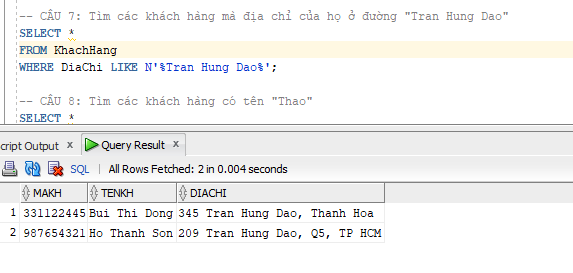 -- CÂU 7: Tìm các khách hàng mà địa chỉ của họ ở đường "Tran Hung Dao"
SELECT *
FROM KhachHang
WHERE DiaChi LIKE N'%Tran Hung Dao%';
-- CÂU 8: Tìm các khách hàng có tên "Thao"
SELECT *
cript Output x Query Result x
SQL | All Rows Fetched: 2 in 0.004 seconds
MAKH TENKH DIACHI
1 331122445 Bui Thi Dong 345 Tran Hung Dao, Thanh Hoa
2 987654321 Ho Thanh Son 209 Tran Hung Dao, Q5, TP HCM